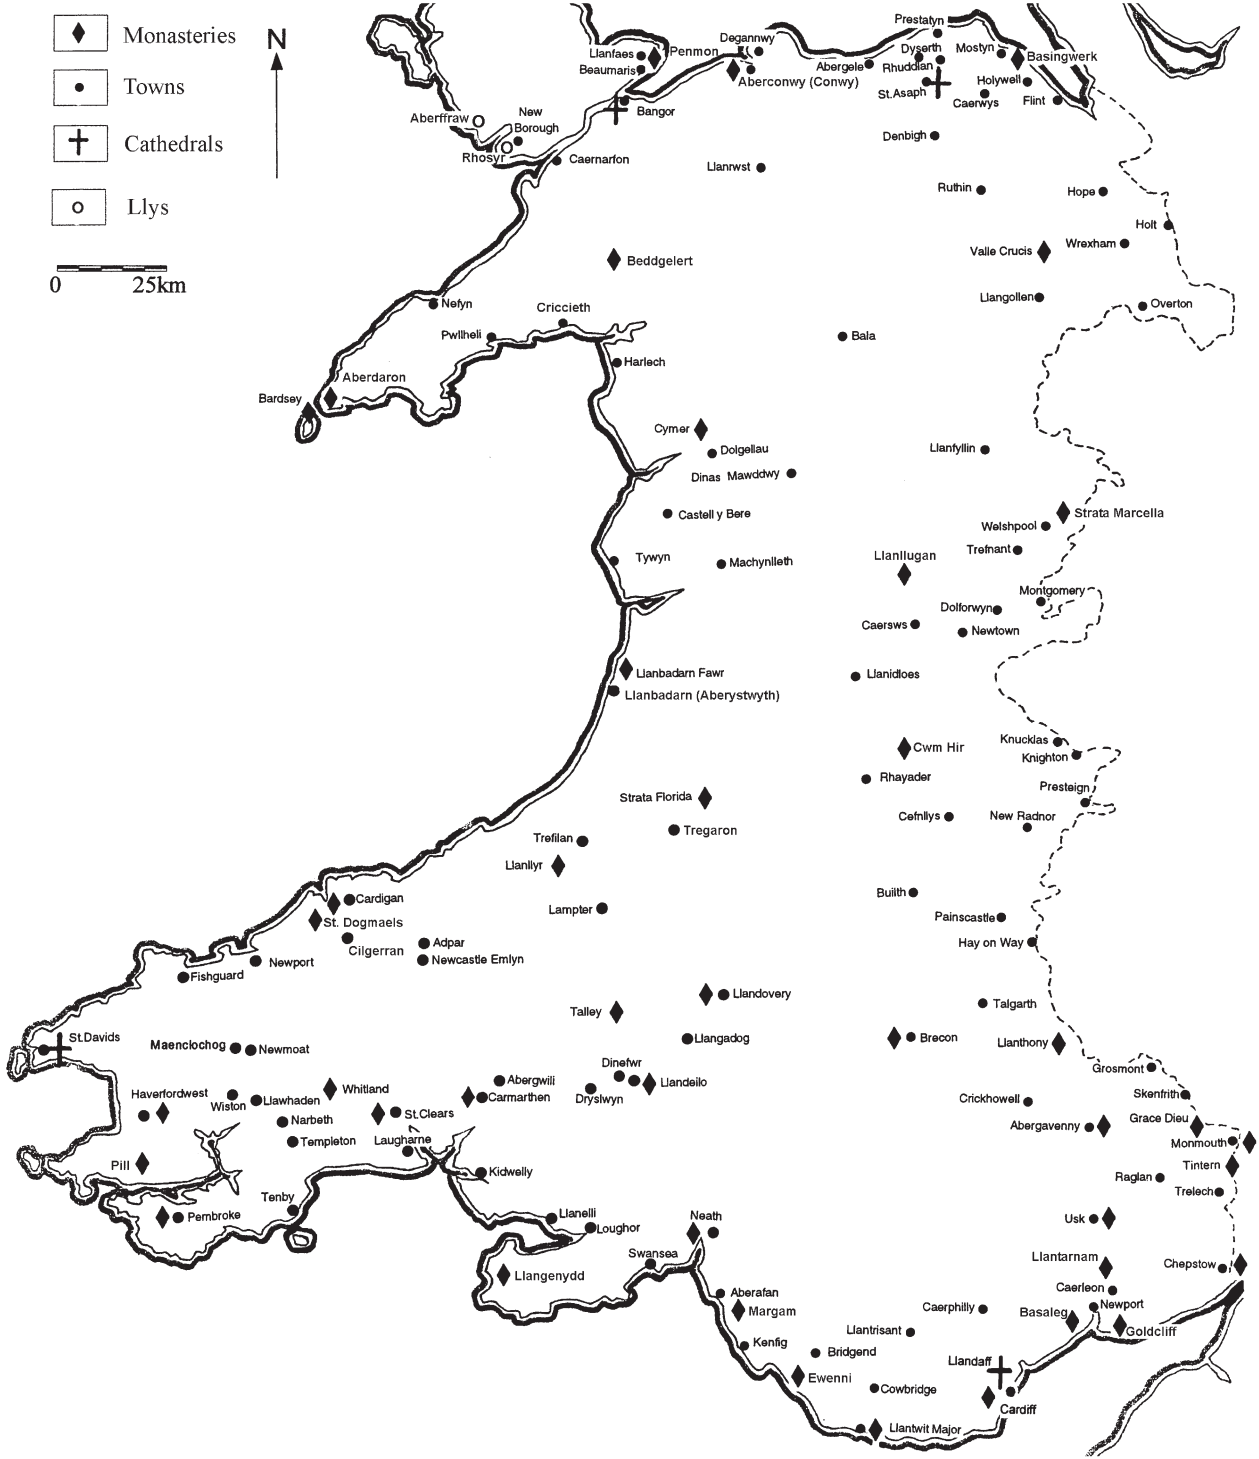 Monasteries
Towns
Cathedrals
Llys
0 25km
N
Prestatyn
Degannwy
Llanfaes
Penmon
Dyserth
Mostyn
Basingwerk
Beaumaris
Abergele
Rhuddlan
Aberconwy (Conwy)
Holywell
St.Asaph
Caerwys
Flint
Bangor
Aberffraw
New
Borough
Denbigh
Rhosyr
Caernarfon
Llanrwst
Ruthin
Hope
Holt
Wrexham
Valle Crucis
Beddgelert
Llangollen
Overton
Nefyn
Criccieth
Pwllheli
Bala
Harlech
Aberdaron
Bardsey
Cymer
Dolgellau
Llanfyllin
Dinas Mawddwy
Castell y Bere
Strata Marcella
Welshpool
Trefnant
Llanllugan
Tywyn
Machynlleth
Montgomery
Dolforwyn
Caersws
Newtown
Llanbadarn Fawr
Llanidloes
Llanbadarn (Aberystwyth)
Knucklas
Cwm Hir
Knighton
Rhayader
Presteign
Strata Florida
Cefnllys
New Radnor
Tregaron
Trefilan
Llanllyr
Builth
Cardigan
Lampter
Painscastle
St. Dogmaels
Hay on Way
Adpar
Cilgerran
Newcastle Emlyn
Newport
Fishguard
Llandovery
Talgarth
Talley
St.Davids
Llangadog
Brecon
Llanthony
Maenclochog
Newmoat
Dinefwr
Grosmont
Abergwili
Llandeilo
Haverfordwest
Whitland
Skenfrith
Carmarthen
Dryslwyn
Wiston
Llawhaden
Crickhowell
St.Clears
Grace Dieu
Narbeth
Abergavenny
Templeton
Laugharne
Monmouth
Pill
Tintern
Kidwelly
Raglan
Trelech
Tenby
Pembroke
Llanelli
Neath
Usk
Loughor
Swansea
Llantarnam
Chepstow
Llangenydd
Caerleon
Aberafan
Caerphilly
Newport
Margam
Basaleg
Llantrisant
Goldcliff
Kenfig
Bridgend
Llandaff
Ewenni
Cowbridge
Cardiff
Llantwit Major